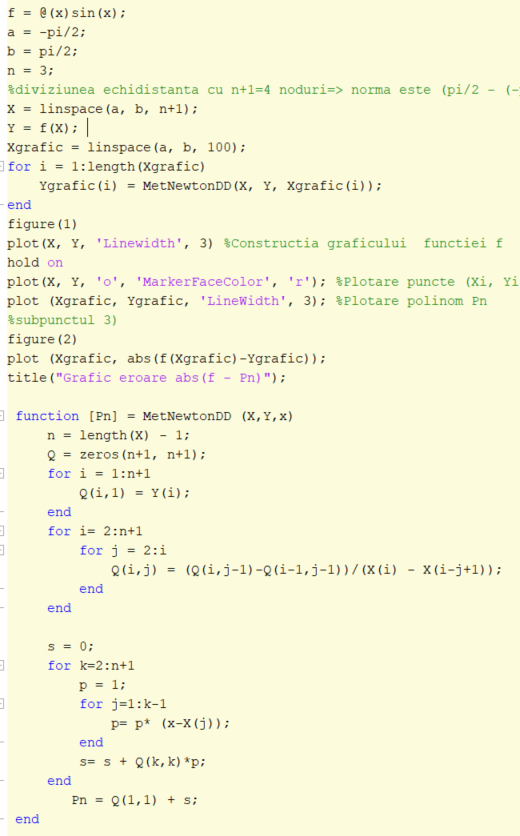 f = @(x)sin(x);
a = -pi/2;
b = pi/2;
n = 3;
%diviziunea echidistanta cu n+1=4 noduri=> norma este (pi/2 - (-
X = linspace(a, b, n+1);
Y = f(X);
Xgrafic = linspace(a, b, 100);
for i = 1:length(Xgrafic)
    Ygrafic(i) = MetNewtonDD(X, Y, Xgrafic(i));
end
figure(1)
plot(X, Y, 'Linewidth', 3) %Constructia graficului  functiei f
hold on
plot(X, Y, 'o', 'MarkerFaceColor', 'r'); %Plotare puncte (Xi, Yi
plot (Xgrafic, Ygrafic, 'LineWidth', 3); %Plotare polinom Pn
%subpunctul 3)
figure(2)
plot (Xgrafic, abs(f(Xgrafic)-Ygrafic));
title("Grafic eroare abs(f - Pn)");
function [Pn] = MetNewtonDD (X,Y,x)
    n = length(X) - 1;
    Q = zeros(n+1, n+1);
    for i = 1:n+1
        Q(i,1) = Y(i);
    end
    for i= 2:n+1
        for j = 2:i
            Q(i,j) = (Q(i,j-1)-Q(i-1,j-1))/(X(i) - X(i-j+1));
        end
    end
    s = 0;
    for k=2:n+1
        p = 1;
        for j=1:k-1
            p= p* (x-X(j));
        end
        s= s + Q(k,k)*p;
    end
       Pn = Q(1,1) + s;
end